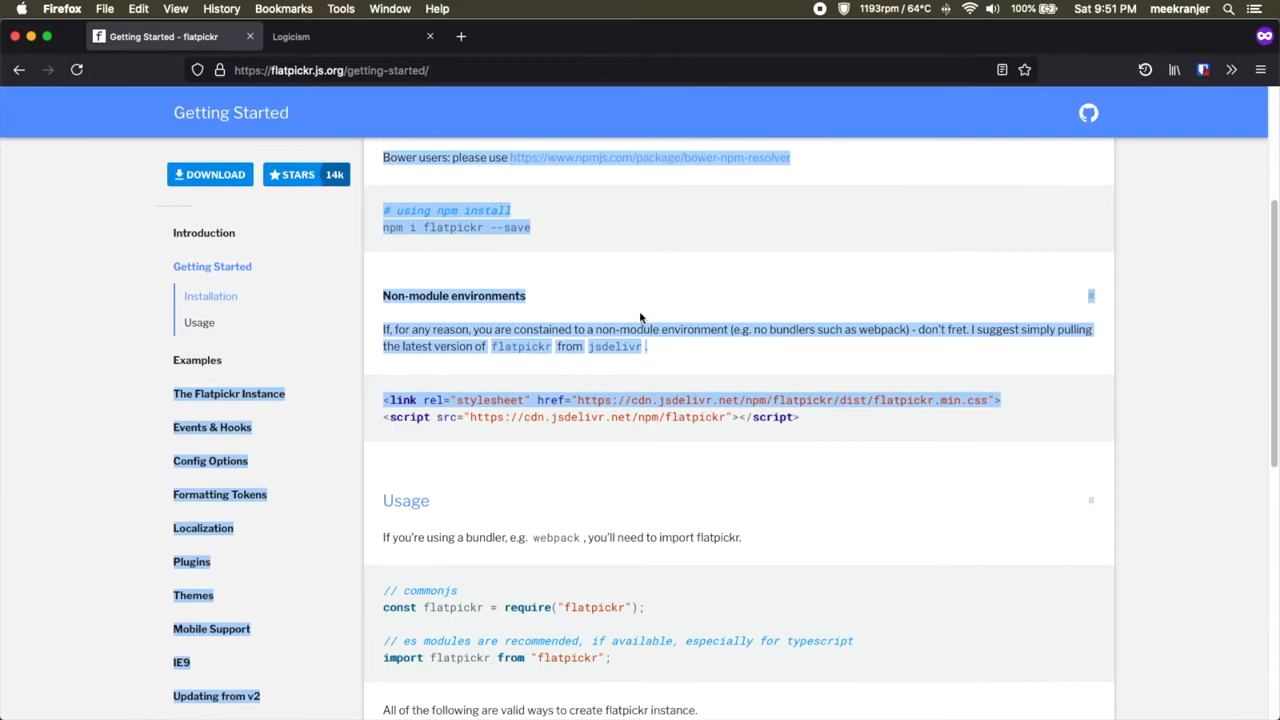 Firefox File Edit View History Bookmarks Tools Window Help
1193rpm / 64°C 100% Sat 9:51 PM meekranjer
f Getting Started - flatpickr
Logicism
https://flatpickr.js.org/getting-started/
Getting Started
DOWNLOAD
STARS 14k
Introduction
Getting Started
Installation
Usage
Examples
The Flatpickr Instance
Events & Hooks
Config Options
Formatting Tokens
Localization
Plugins
Themes
Mobile Support
IE9
Updating from v2
Bower users: please use https://www.npmjs.com/package/bower-npm-resolver
# using npm install
npm i flatpickr --save
Non-module environments #
If, for any reason, you are constained to a non-module environment (e.g. no bundlers such as webpack) - don't fret. I suggest simply pulling
the latest version of flatpickr from jsdelivr .
<link rel="stylesheet" href="https://cdn.jsdelivr.net/npm/flatpickr/dist/flatpickr.min.css">
<script src="https://cdn.jsdelivr.net/npm/flatpickr"></script>
Usage #
If you're using a bundler, e.g. webpack , you'll need to import flatpickr.
// commonjs
const flatpickr = require("flatpickr");
// es modules are recommended, if available, especially for typescript
import flatpickr from "flatpickr";
All of the following are valid ways to create flatpickr instance.